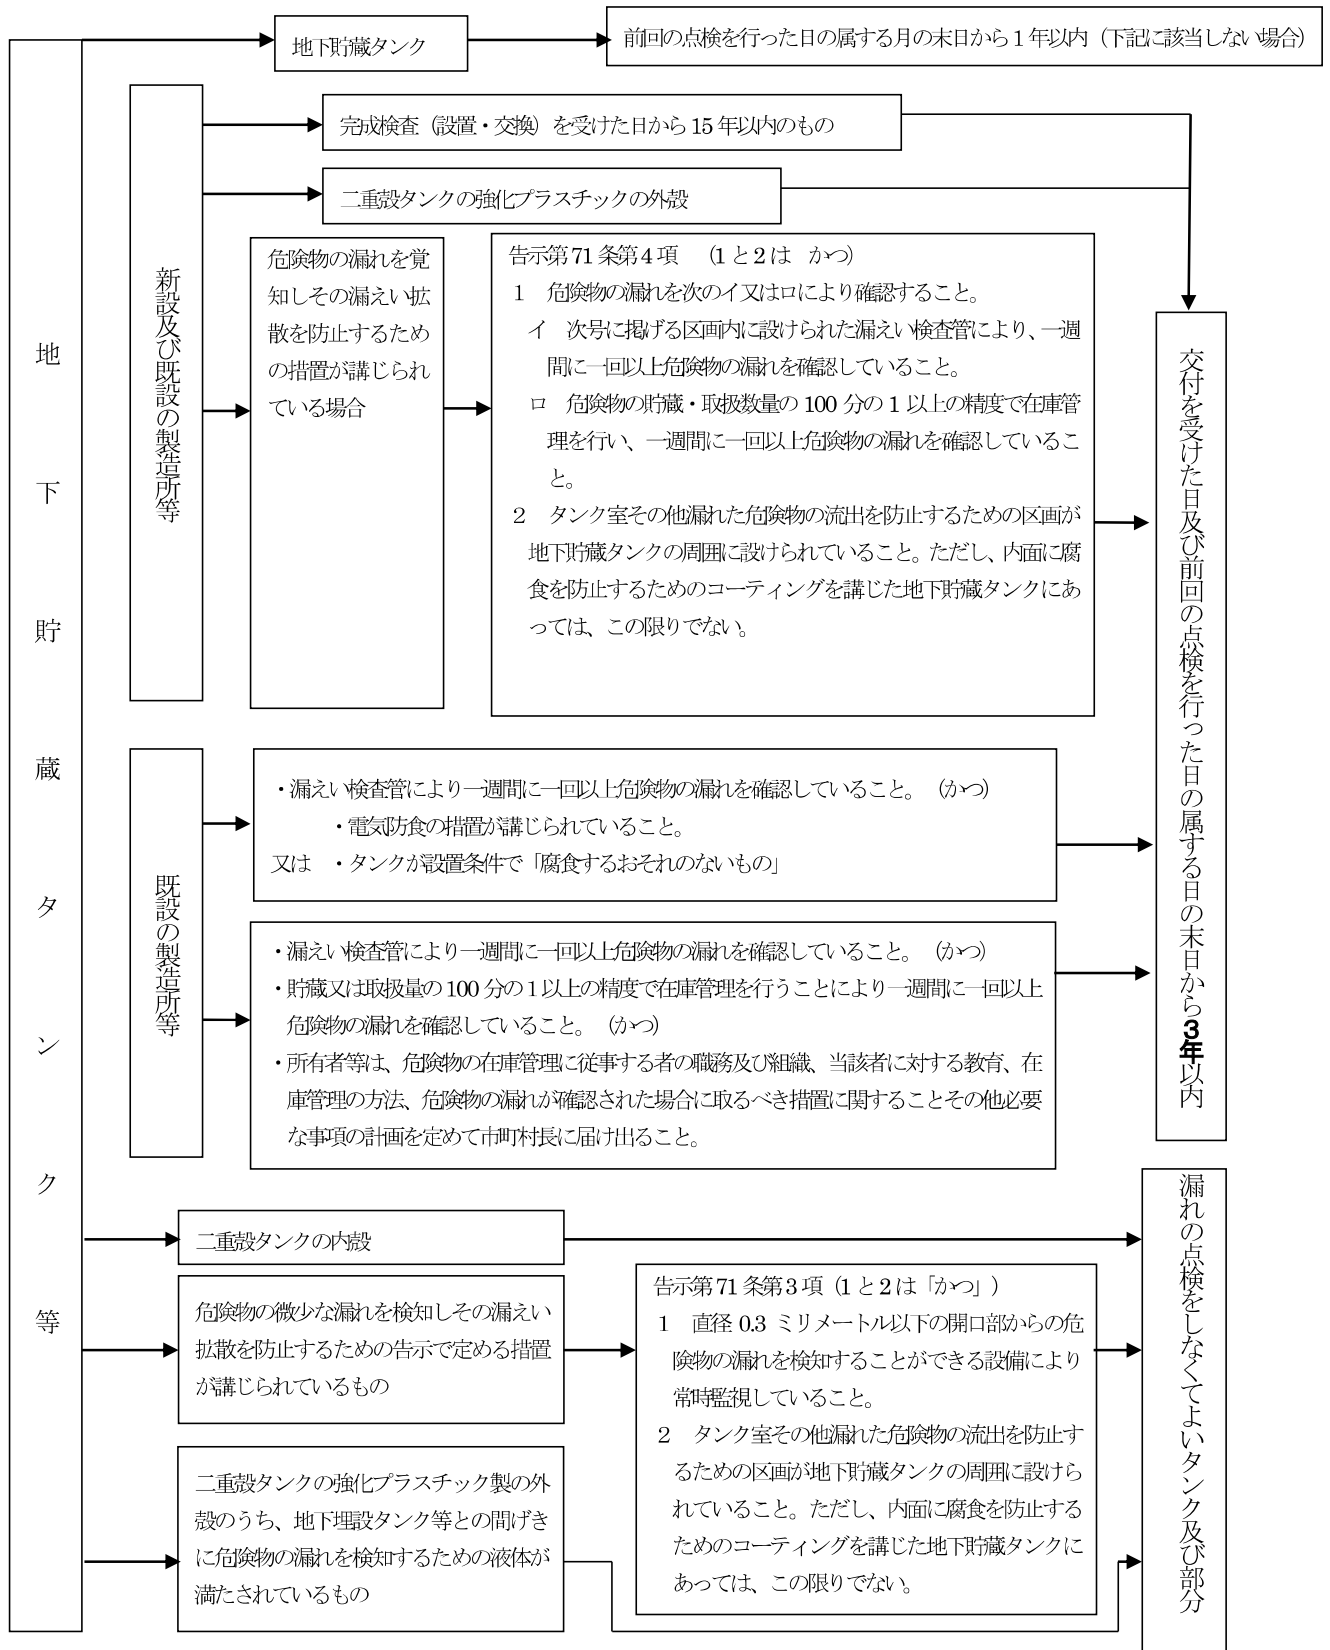 地下貯蔵タンク等
地下貯蔵タンク
前回の点検を行った日の属する月の末日から1年以内（下記に該当しない場合）
新設及び既設の製造所等
完成検査（設置・交換）を受けた日から15年以内のもの
二重殻タンクの強化プラスチックの外殻
危険物の漏れを覚
知しその漏えい拡
散を防止するため
の措置が講じられ
ている場合
告示第71条第4項　（1と2は　かつ）
1　危険物の漏れを次のイ又はロにより確認すること。
イ　次号に掲げる区画内に設けられた漏えい検査管により、一週
間に一回以上危険物の漏れを確認していること。
ロ　危険物の貯蔵・取扱数量の100分の1以上の精度で在庫管
理を行い、一週間に一回以上危険物の漏れを確認しているこ
と。
2　タンク室その他漏れた危険物の流出を防止するための区画が
地下貯蔵タンクの周囲に設けられていること。ただし、内面に腐
食を防止するためのコーティングを講じた地下貯蔵タンクにあ
っては、この限りでない。
交付を受けた日及び前回の点検を行った日の属する日の末日から3年以内
既設の製造所等
・漏えい検査管により一週間に一回以上危険物の漏れを確認していること。（かつ）
・電気防食の措置が講じられていること。
又は　・タンクが設置条件で「腐食するおそれのないもの」
・漏えい検査管により一週間に一回以上危険物の漏れを確認していること。（かつ）
・貯蔵又は取扱量の100分の1以上の精度で在庫管理を行うことにより一週間に一回以上
危険物の漏れを確認していること。（かつ）
・所有者等は、危険物の在庫管理に従事する者の職務及び組織、当該者に対する教育、在
庫管理の方法、危険物の漏れが確認された場合に取るべき措置に関することその他必要
な事項の計画を定めて市町村長に届け出ること。
二重殻タンクの内殻
危険物の微少な漏れを検知しその漏えい
拡散を防止するための告示で定める措置
が講じられているもの
告示第71条第3項（1と2は「かつ」）
1　直径0.3ミリメートル以下の開口部からの危
険物の漏れを検知することができる設備により
常時監視していること。
2　タンク室その他漏れた危険物の流出を防止す
るための区画が地下貯蔵タンクの周囲に設けら
れていること。ただし、内面に腐食を防止する
ためのコーティングを講じた地下貯蔵タンクに
あっては、この限りでない。
二重殻タンクの強化プラスチック製の外
殻のうち、地下埋設タンク等との間げき
に危険物の漏れを検知するための液体が
満たされているもの
漏れの点検をしなくてよいタンク及び部分